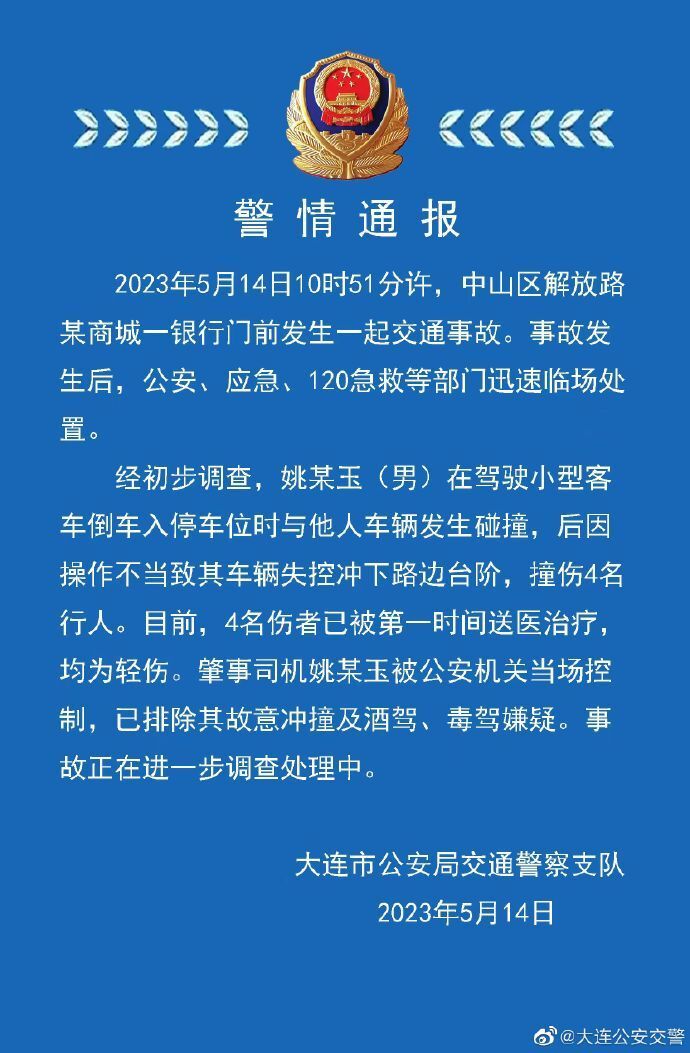 警情通报
2023年5月14日10时51分许，中山区解放路
某商城一银行门前发生一起交通事故。事故发
生后，公安、应急、120急救等部门迅速临场处
置。
经初步调查，姚某玉（男）在驾驶小型客
车倒车入停车位时与他人车辆发生碰撞，后因
操作不当致其车辆失控冲下路边台阶，撞伤4名
行人。目前，4名伤者已被第一时间送医治疗，
均为轻伤。肇事司机姚某玉被公安机关当场控
制，已排除其故意冲撞及酒驾、毒驾嫌疑。事
故正在进一步调查处理中。
大连市公安局交通警察支队
2023年5月14日
@大连公安交警